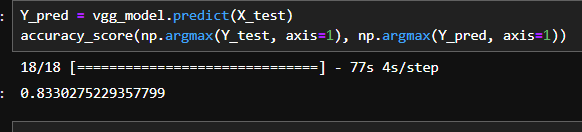 : Y_pred = vgg_model.predict(X_test)
accuracy_score(np.argmax(Y_test, axis=1), np.argmax(Y_pred, axis=1))
18/18 [==============================] - 77s 4s/step
: 0.8330275229357799